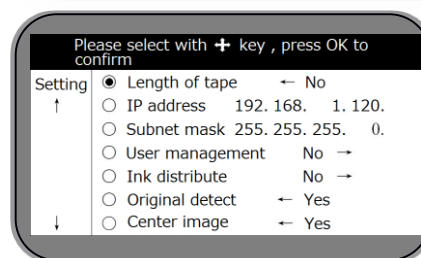 Please select with ✚ key , press OK to
confirm
Setting
↑
↓
Length of tape ← No
IP address 192. 168. 1. 120.
Subnet mask 255. 255. 255. 0.
User management No →
Ink distribute No →
Original detect ← Yes
Center image ← Yes